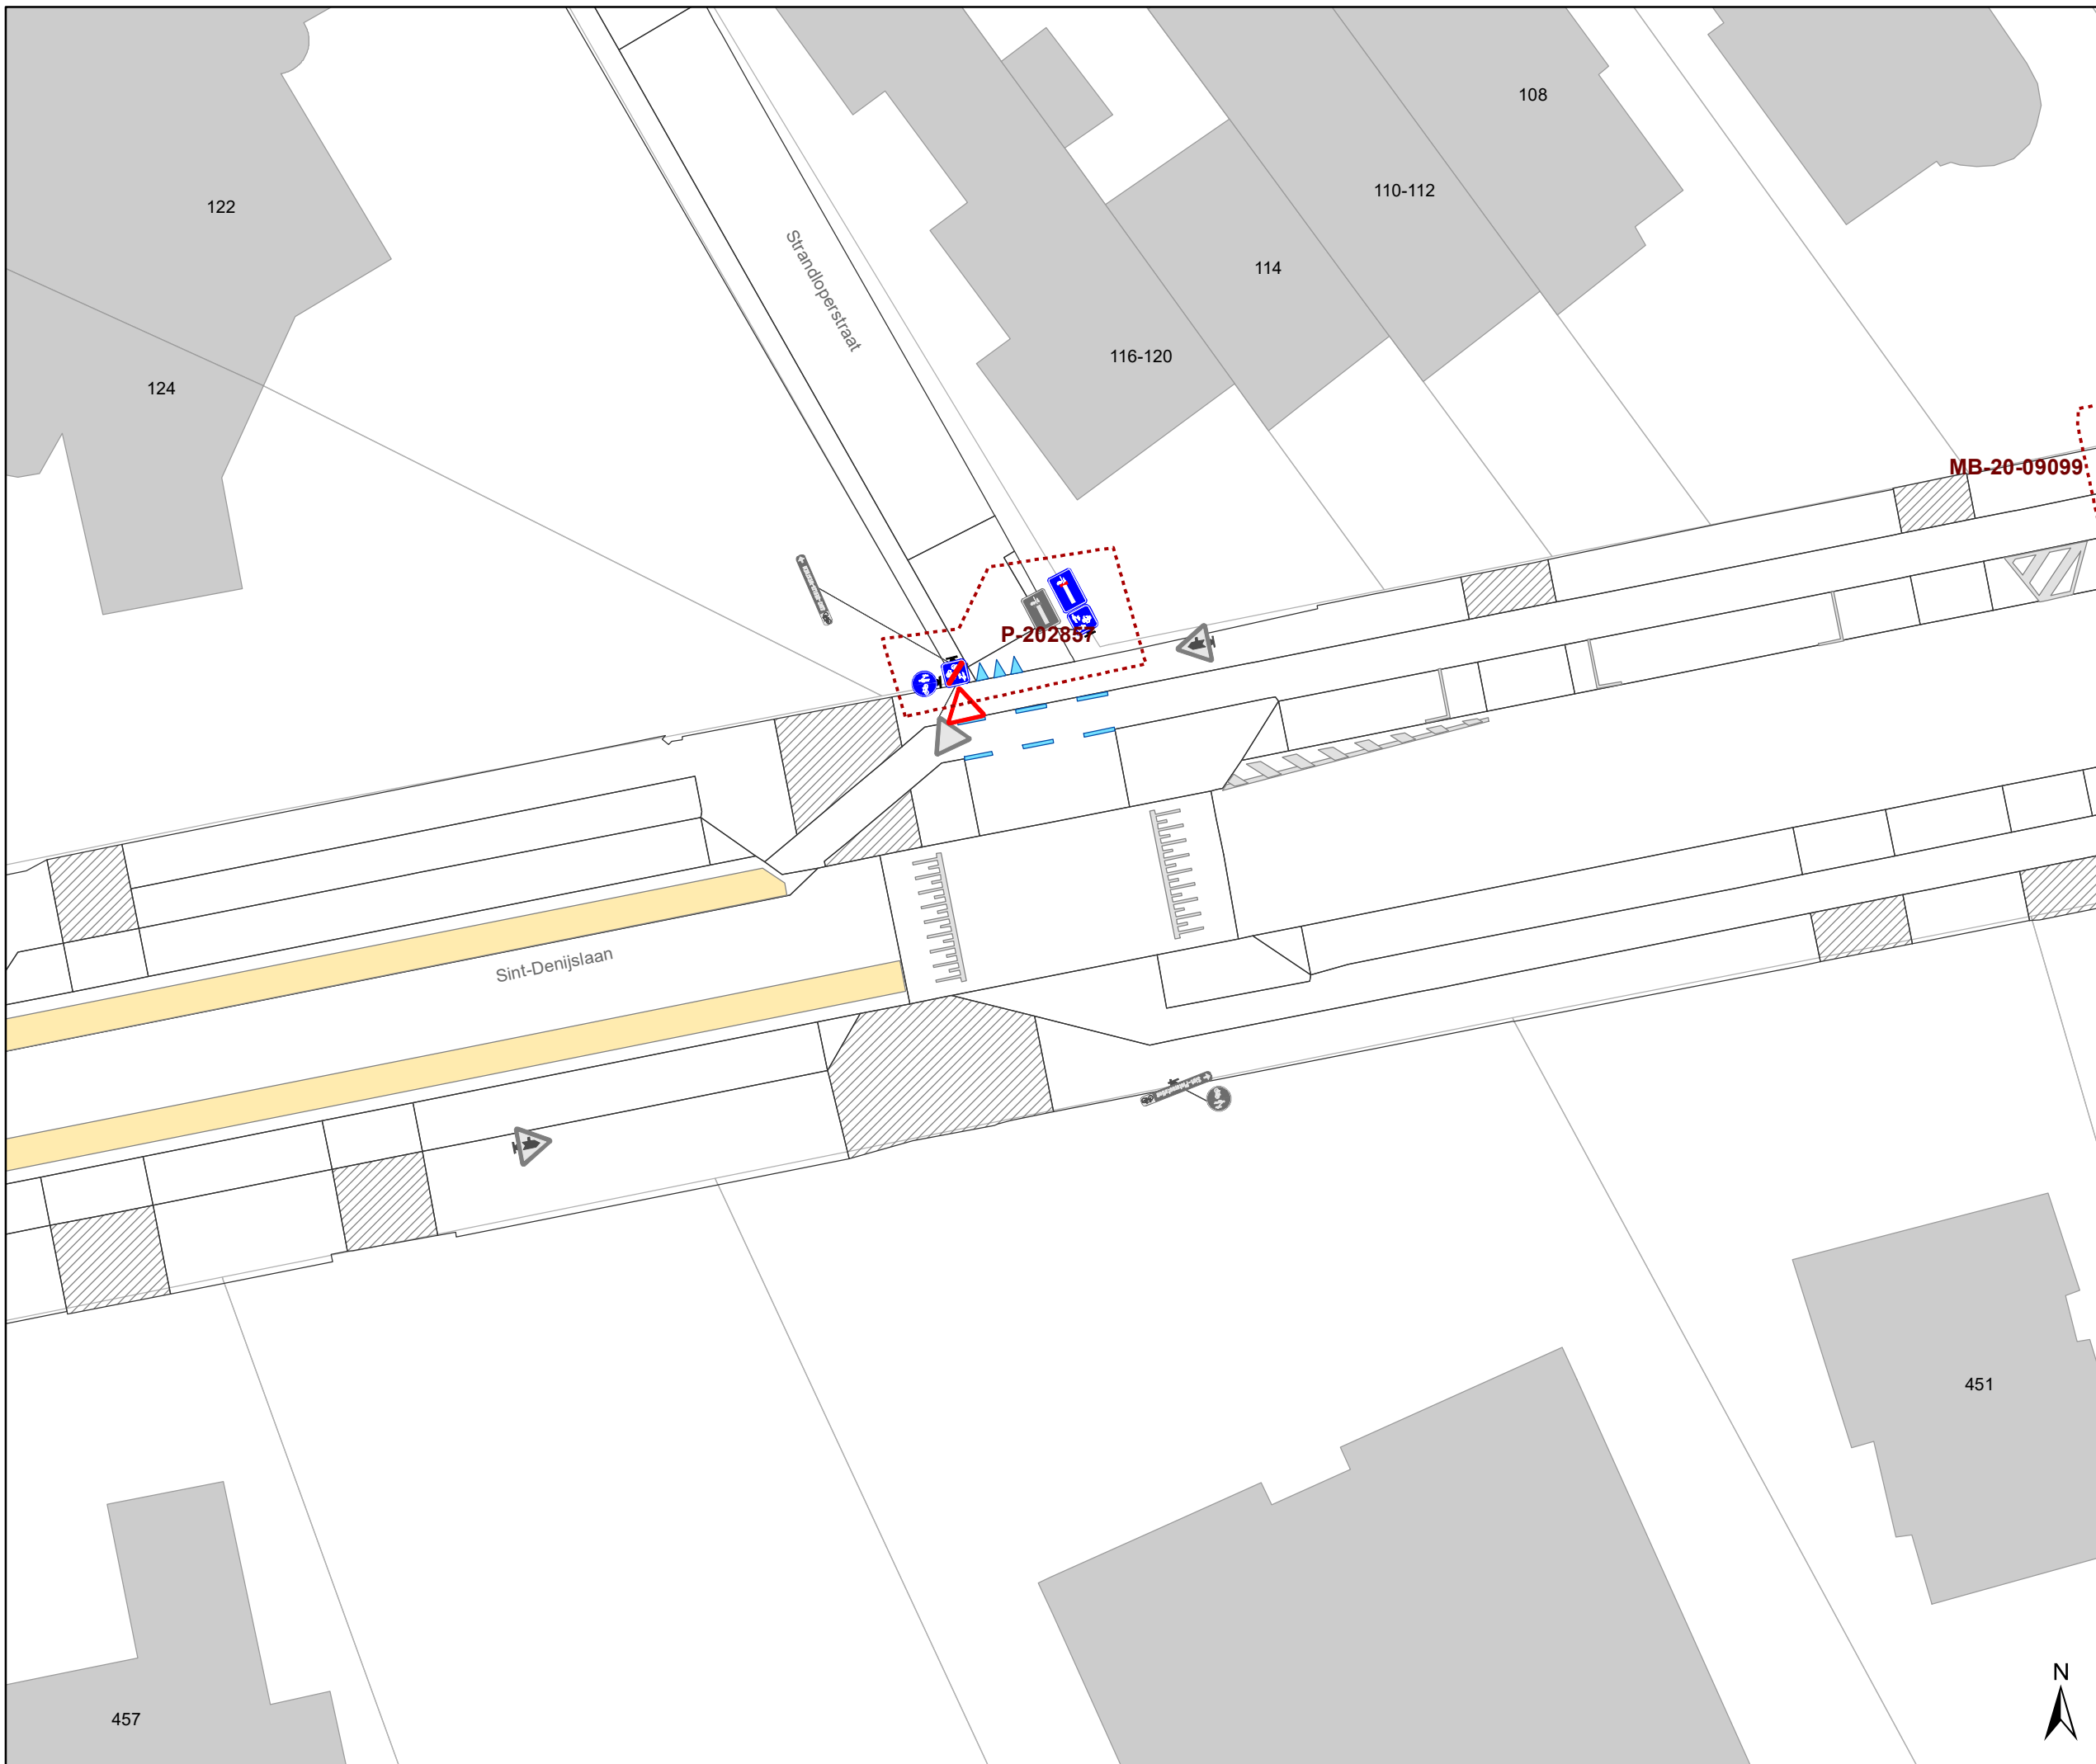 108
110-112
122
Strandloperstraat
114
116-120
124
MB-20-09099
P-202857
Sint-Denijslaan
451
N
457